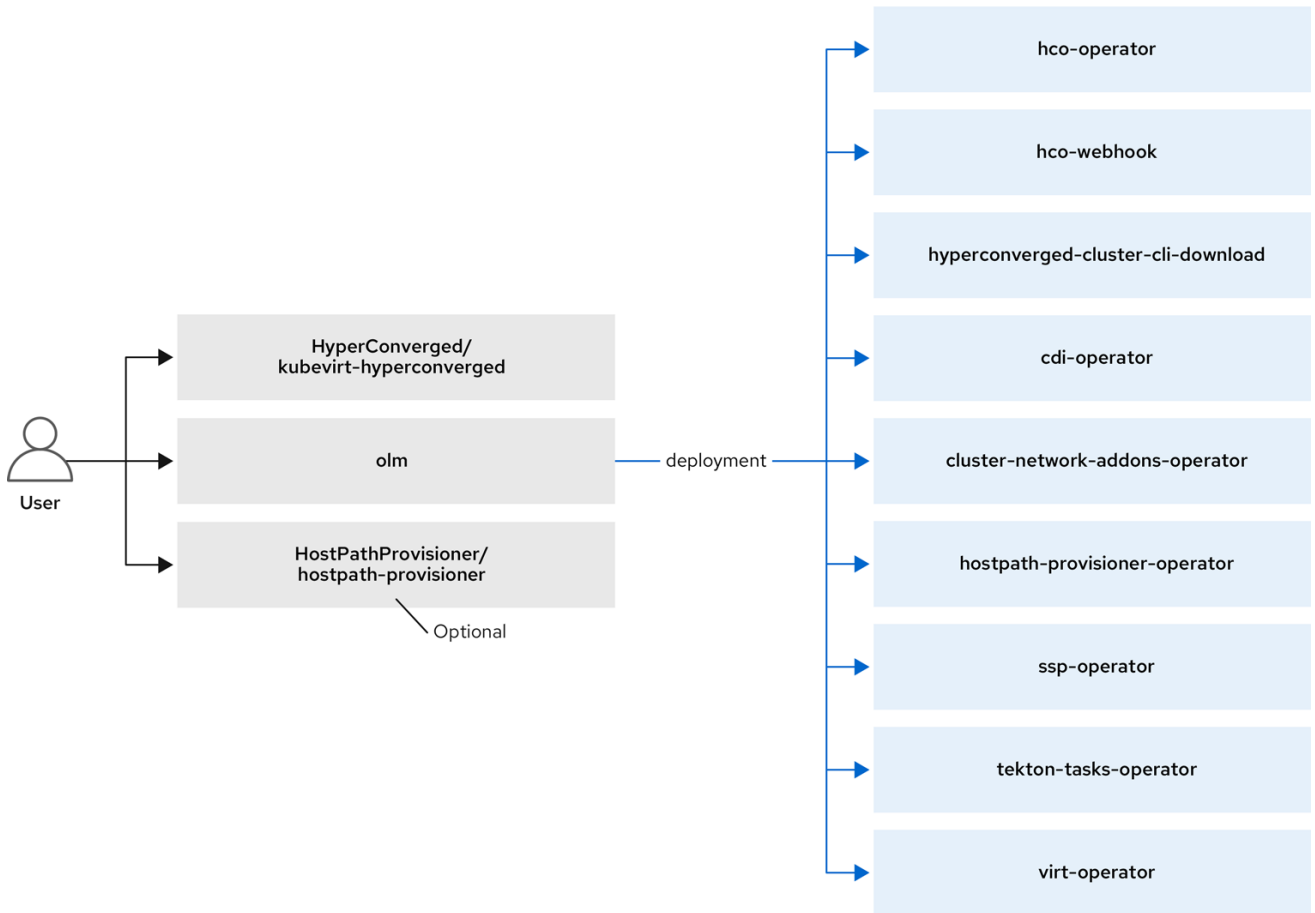 User
HyperConverged/
kubevirt-hyperconverged
olm
HostPathProvisioner/
hostpath-provisioner
Optional
deployment
hco-operator
hco-webhook
hyperconverged-cluster-cli-download
cdi-operator
cluster-network-addons-operator
hostpath-provisioner-operator
ssp-operator
tekton-tasks-operator
virt-operator